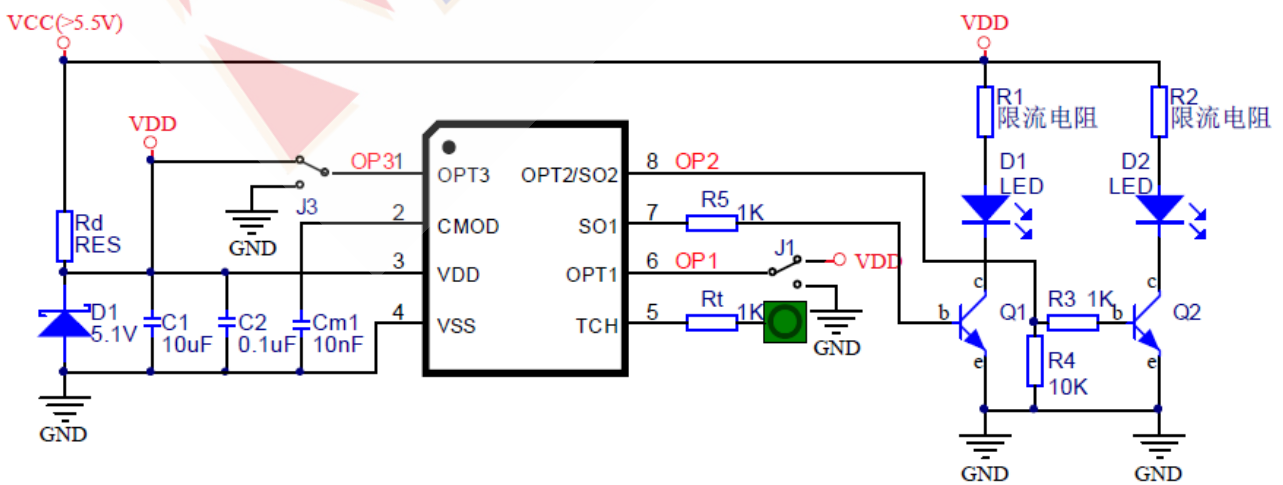 VCC(>5.5V)
VDD
R1
限流电阻
R2
限流电阻
VDD
OP3
1
OPT3
OPT2/SO2
8
OP2
D1
LED
D2
LED
J3
GND
2
CMOD
SO1
7
R5
1K
Rd
RES
3
VDD
OPT1
6
OP1
J1
VDD
D1
5.1V
C1
10uF
C2
0.1uF
Cm1
10nF
4
VSS
TCH
5
Rt
1K
GND
c
b
Q1
e
R3
1K
c
b
Q2
e
R4
10K
GND
GND
GND